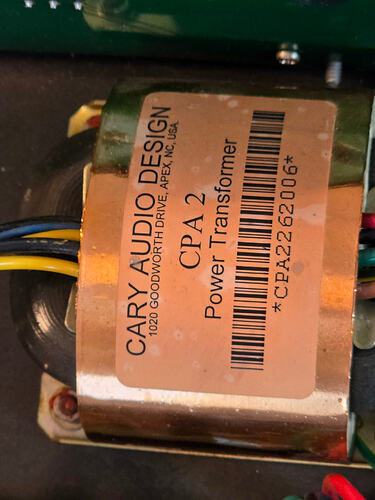 CARY AUDIO DESIGN
1020 GOODWORTH DRIVE, APEX, NC, USA.
CPA 2
Power Transformer
*CPA2262006*